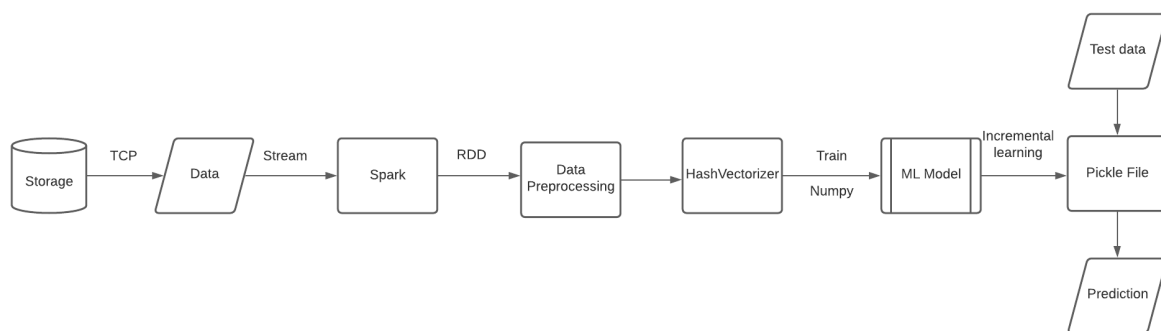 Test data
TCP
Stream
RDD
Train
Incremental
learning
Storage
Data
Spark
Data
Preprocessing
HashVectorizer
Numpy
ML Model
Pickle File
Prediction